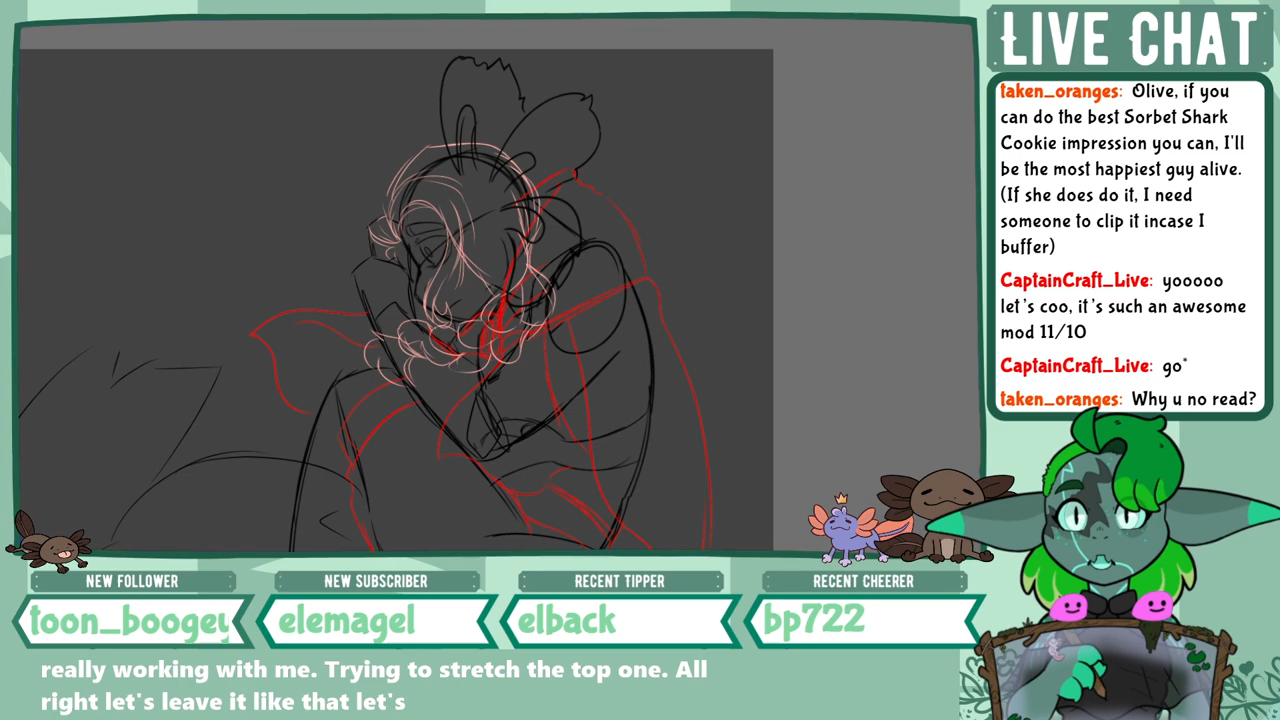 LIVE CHAT
taken_oranges: Olive, if you
can do the best Sorbet Shark
Cookie impression you can, I'll
be the most happiest guy alive.
(If she does do it, I need
someone to clip it incase I
buffer)
CaptainCraft_Live: yooooo
let's coo, it's such an awesome
mod 11/10
CaptainCraft_Live: go*
taken_oranges: Why u no read?
NEW FOLLOWER
NEW SUBSCRIBER
RECENT TIPPER
RECENT CHEERER
toon_boogey
elemagel
elback
bp722
really working with me. Trying to stretch the top one. All
right let's leave it like that let's